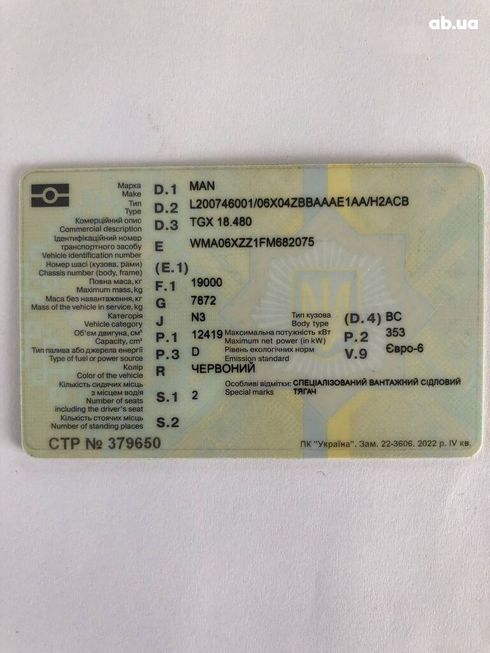 ab.ua
Марка
Make D.1 MAN
Тип
Type D.2 L200746001/06X04ZBBAAAE1AA/H2ACB
Комерційний опис
Commercial description D.3 TGX 18.480
Ідентифікаційний номер
транспортного засобу
Vehicle identification number E WMA06XZZ1FM682075
Номер шасі (кузова, рами)
Chassis number (body, frame) (E.1)
Повна маса, кг
Maximum mass, kg F.1 19000
Маса без навантаження, кг
Mass of the vehicle in service, kg G 7872
Категорія
Vehicle category J N3
Тип кузова
Body type (D.4) BC
Об'єм двигуна, см³
Capacity, cm³ P.1 12419
Максимальна потужність кВт
Maximum net power (in kW) P.2 353
Тип палива або джерела енергії
Type of fuel or power source P.3 D
Рівень екологічних норм
Emission standard V.9 Євро-6
Колір
Color of the vehicle R ЧЕРВОНИЙ
Кількість сидячих місць
з місцем водія
Number of seats
including the driver's seat S.1 2
Особливі відмітки: СПЕЦІАЛІЗОВАНИЙ ВАНТАЖНИЙ СІДЛОВИЙ
Special marks ТЯГАЧ
Кількість стоячих місць
Number of standing places S.2
СТР № 379650
ПК "Україна". Зам. 22-3606. 2022 р. IV кв.